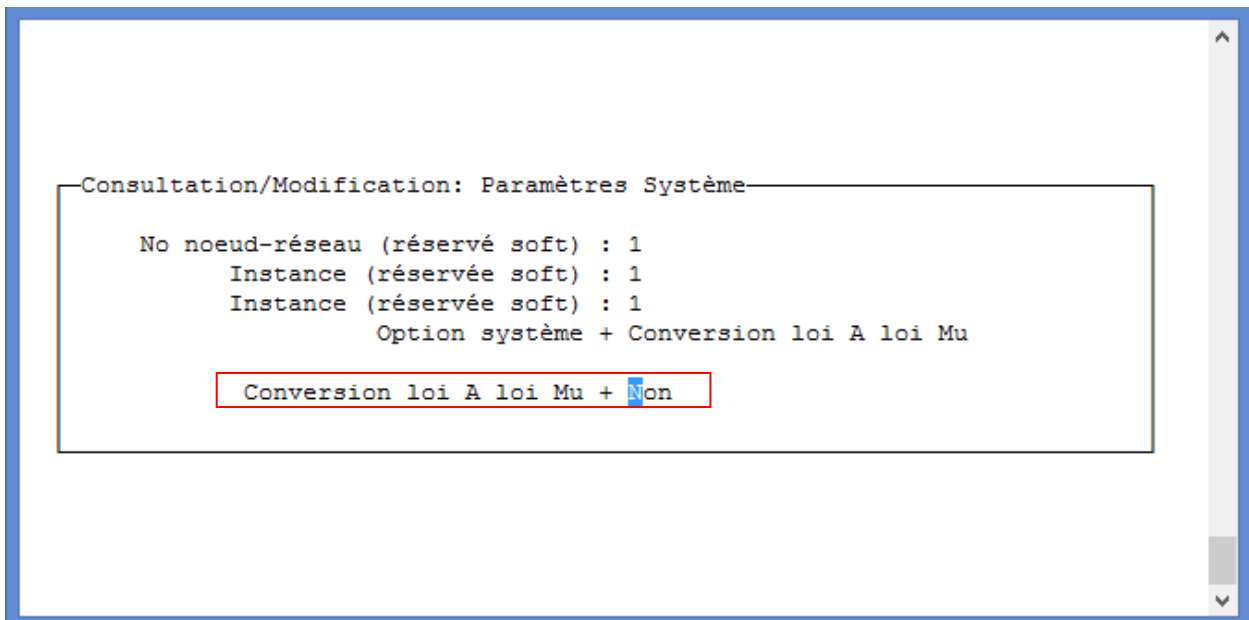 Consultation/Modification: Paramètres Système
No noeud-réseau (réservé soft) : 1
Instance (réservée soft) : 1
Instance (réservée soft) : 1
Option système + Conversion loi A loi Mu
Conversion loi A loi Mu + Non